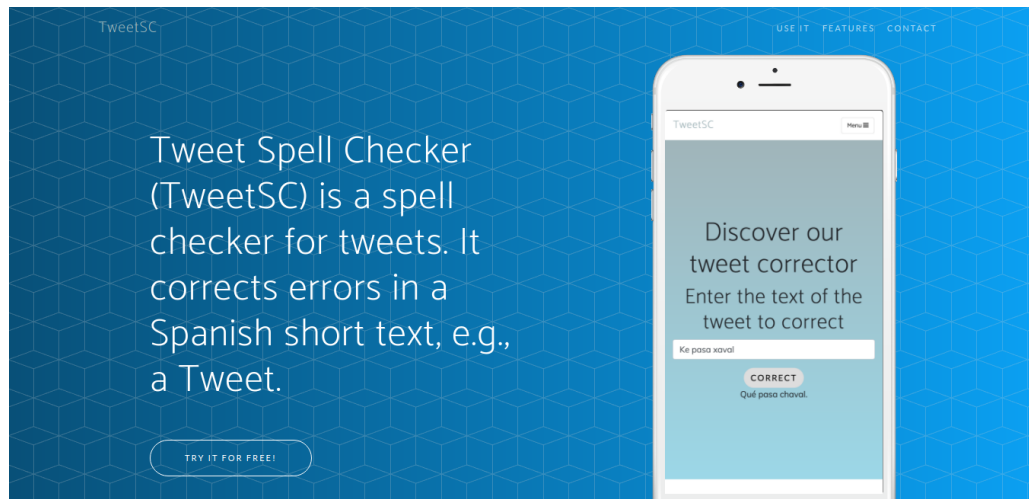 TweetSC
USE IT FEATURES CONTACT
Tweet Spell Checker
(TweetSC) is a spell
checker for tweets. It
corrects errors in a
Spanish short text, e.g.,
a Tweet.
TRY IT FOR FREE!
TweetSC
Menu
Discover our
tweet corrector
Enter the text of the
tweet to correct
Ke pasa xaval
CORRECT
Qué pasa chaval.